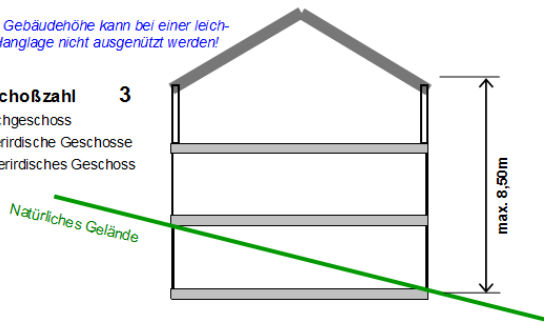 Gebäudehöhe kann bei einer leich-
Hanglage nicht ausgenützt werden!
choßzahl 3
chgeschoss
erirdische Geschosse
erirdisches Geschoss
Natürliches Gelände
max. 8,50m